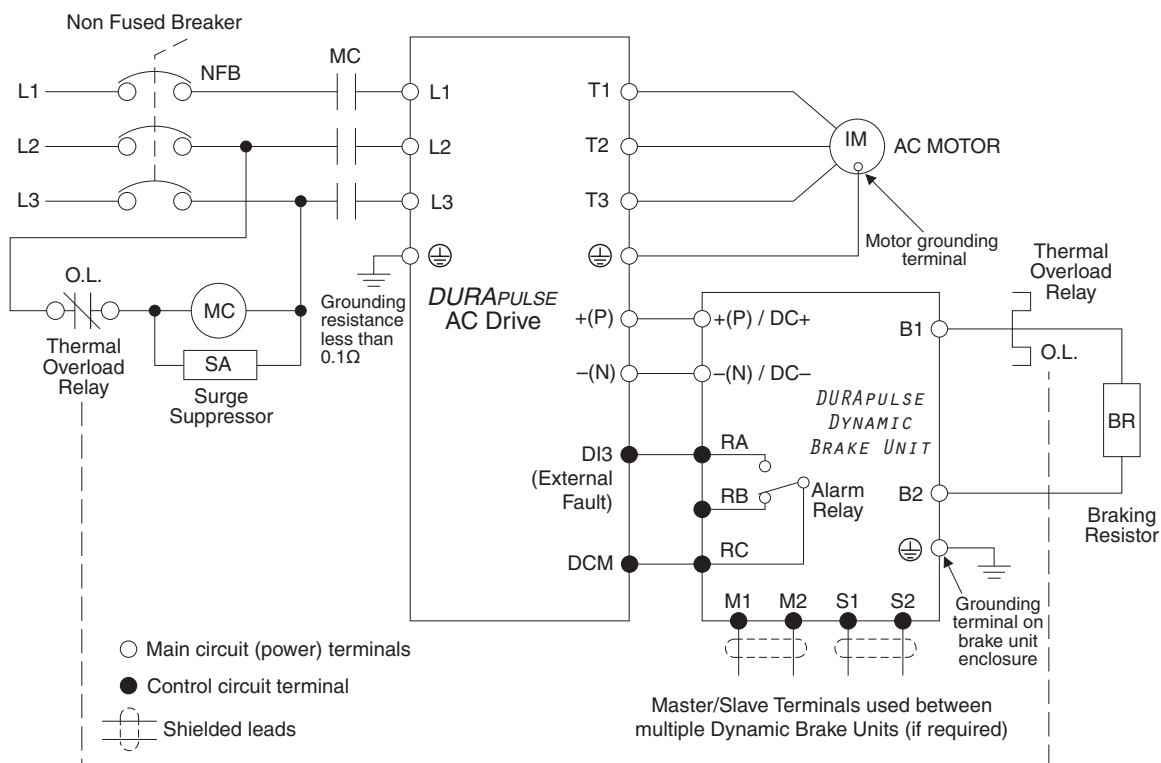 Non Fused Breaker
NFB
MC
L1
L2
L3
L1
L2
L3
T1
T2
T3
IM
AC MOTOR
Motor grounding
terminal
O.L.
MC
SA
Thermal
Overload
Relay
Surge
Suppressor
Grounding
resistance
less than
0.1Ω
DURAPULSE
AC Drive
+(P)
–(N)
DI3
(External
Fault)
DCM
+(P) / DC+
–(N) / DC–
RA
RB
RC
Alarm
Relay
DURAPULSE
DYNAMIC
BRAKE UNIT
B1
B2
Thermal
Overload
Relay
O.L.
BR
Braking
Resistor
M1
M2
S1
S2
Grounding
terminal on
brake unit
enclosure
Master/Slave Terminals used between
multiple Dynamic Brake Units (if required)
Main circuit (power) terminals
Control circuit terminal
Shielded leads